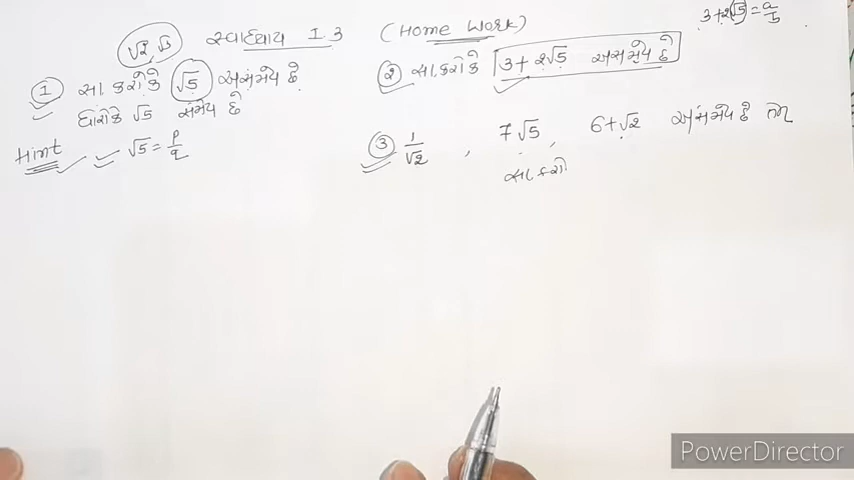 √2, √3 સ્વાધ્યાય 1.3 (Home Work)
3+2√5 = a/b
① સા.કરોકે √5 અસંમેય છે
ધારોકે √5 સંમેય છે
Hint √5 = p/q
② સા.કરોકે 3+2√5 અસંમેય છે
③ 1/√2 , 7√5 , 6+√2 અસંમેય છે તેમ
સા.કરો
PowerDirector